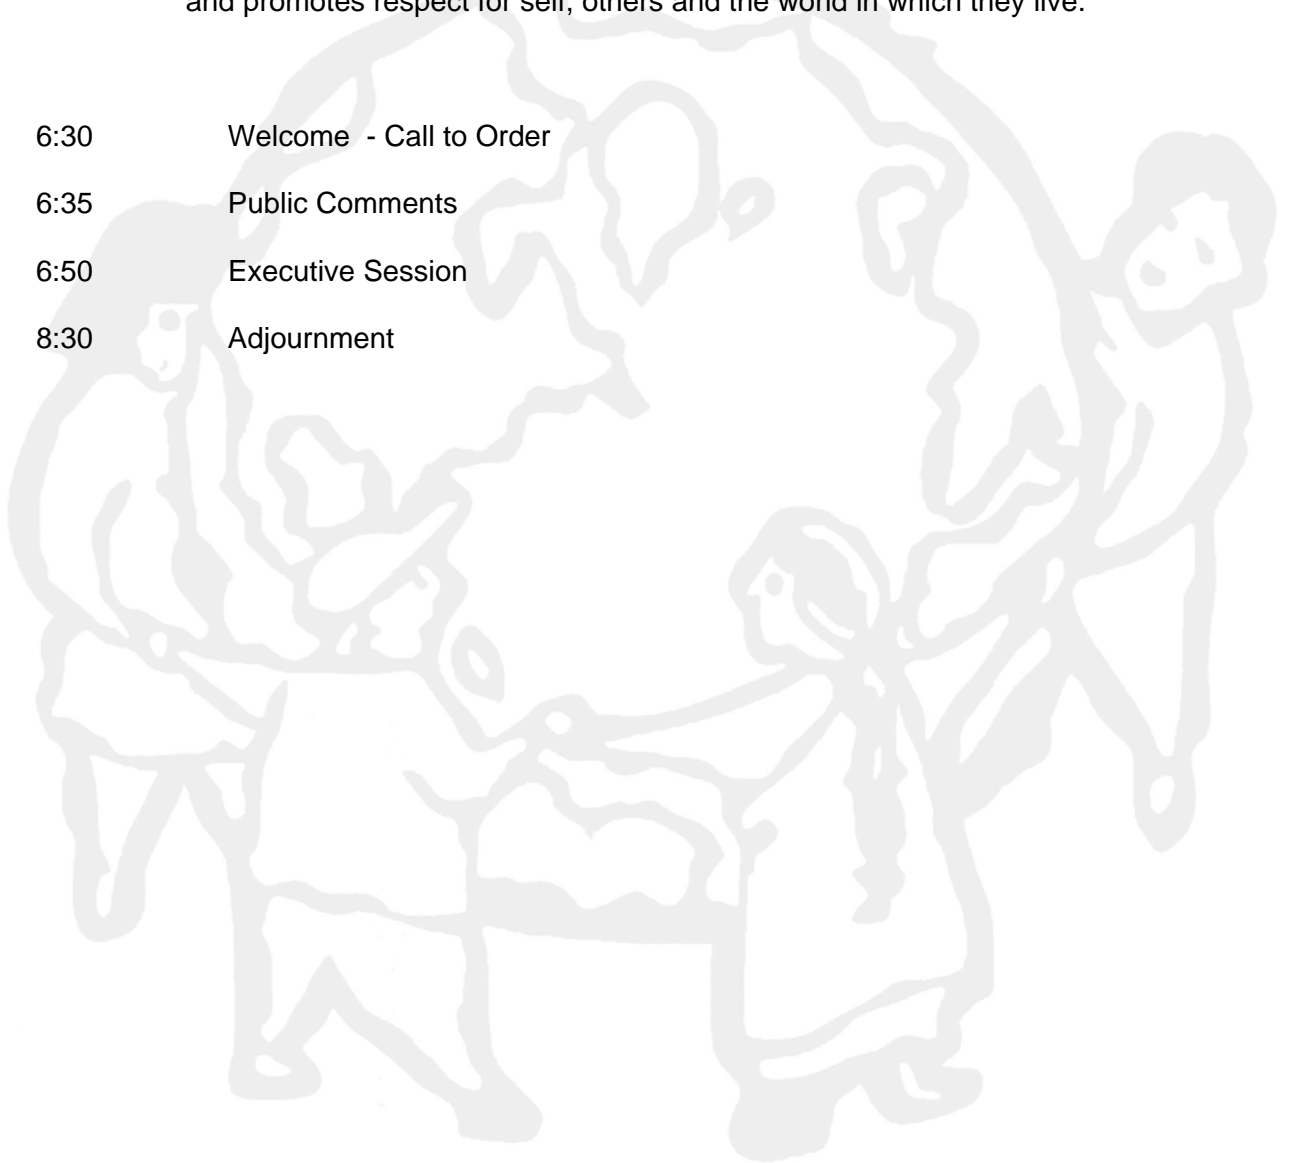 and promotes respect for self, others and the world in which they live.
6:30 Welcome - Call to Order
6:35 Public Comments
6:50 Executive Session
8:30 Adjournment